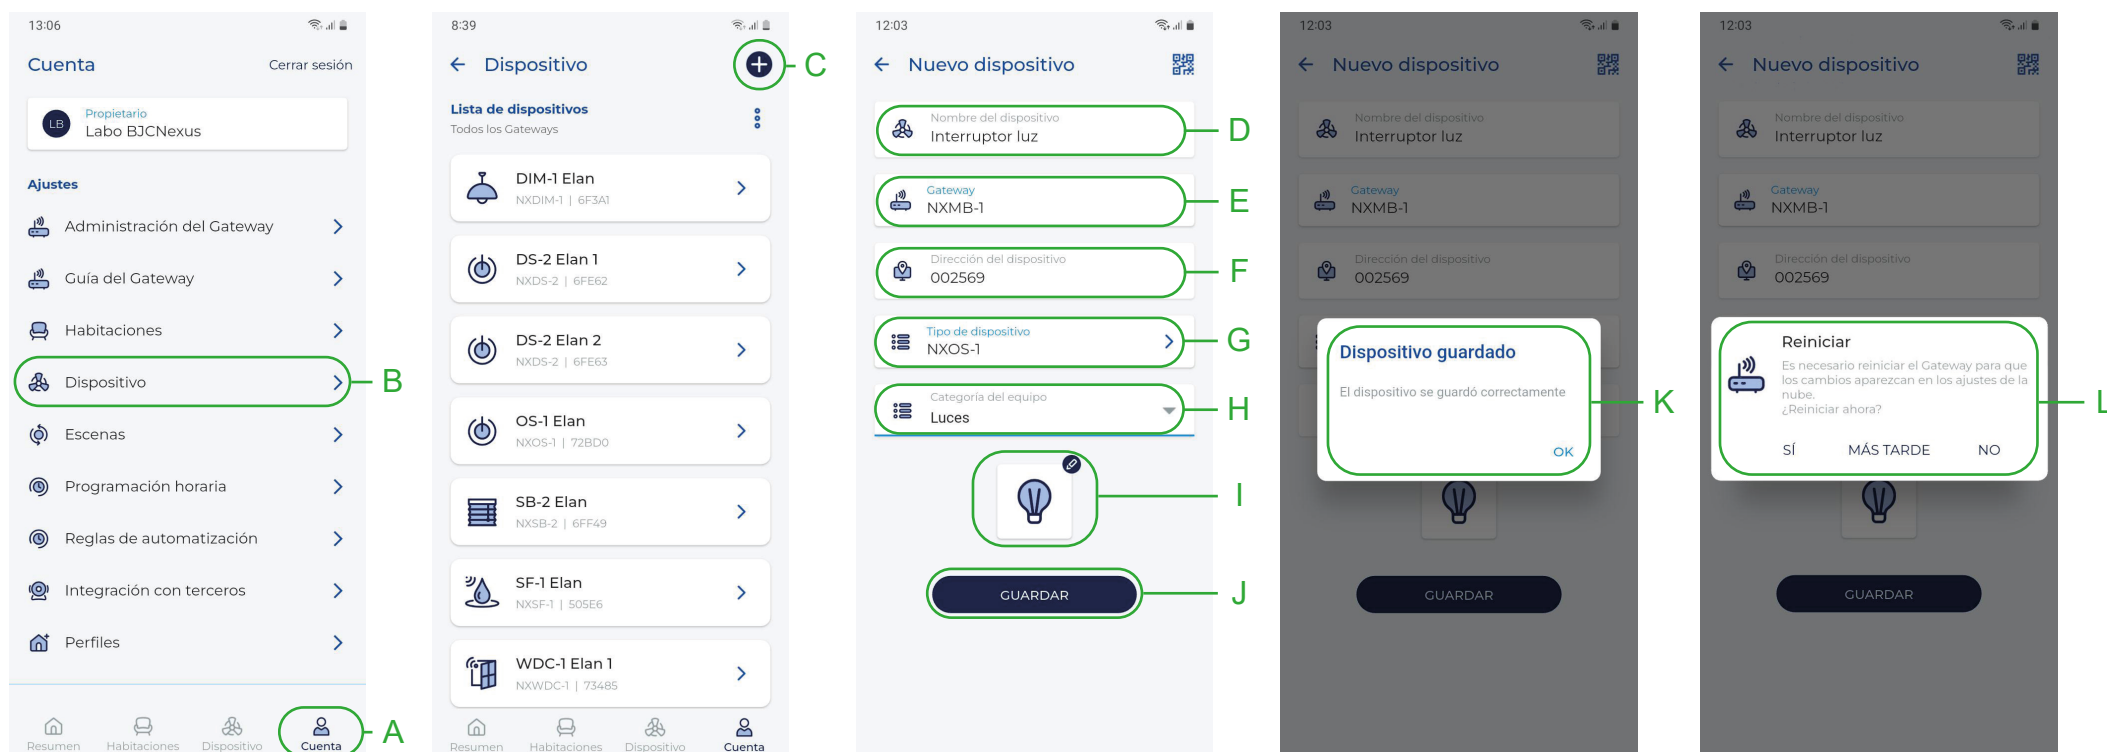 13:06
Cuenta
Cerrar sesión
LB
Propietario
Labo BJCNexus
Ajustes
Administración del Gateway
Guía del Gateway
Habitaciones
Dispositivo
B
Escenas
Programación horaria
Reglas de automatización
Integración con terceros
Perfiles
Resumen
Habitaciones
Dispositivo
Cuenta
A
8:39
Dispositivo
C
Lista de dispositivos
Todos los Gateways
DIM-1 Elan
NXDIM-1 | 6F3A1
DS-2 Elan 1
NXDS-2 | 6FE62
DS-2 Elan 2
NXDS-2 | 6FE63
OS-1 Elan
NXOS-1 | 72BD0
SB-2 Elan
NXSB-2 | 6FF49
SF-1 Elan
NXSF-1 | 505E6
WDC-1 Elan 1
NXWDC-1 | 73485
Resumen
Habitaciones
Dispositivo
Cuenta
12:03
Nuevo dispositivo
Nombre del dispositivo
Interruptor luz
D
Gateway
NXMB-1
E
Dirección del dispositivo
002569
F
Tipo de dispositivo
NXOS-1
G
Categoría del equipo
Luces
H
I
GUARDAR
J
12:03
Nuevo dispositivo
Nombre del dispositivo
Interruptor luz
Gateway
NXMB-1
Dirección del dispositivo
002569
Dispositivo guardado
El dispositivo se guardó correctamente
OK
K
GUARDAR
12:03
Nuevo dispositivo
Nombre del dispositivo
Interruptor luz
Gateway
NXMB-1
Dirección del dispositivo
002569
Reiniciar
Es necesario reiniciar el Gateway para que
los cambios aparezcan en los ajustes de la
nube.
¿Reiniciar ahora?
SÍ
MÁS TARDE
NO
L
GUARDAR